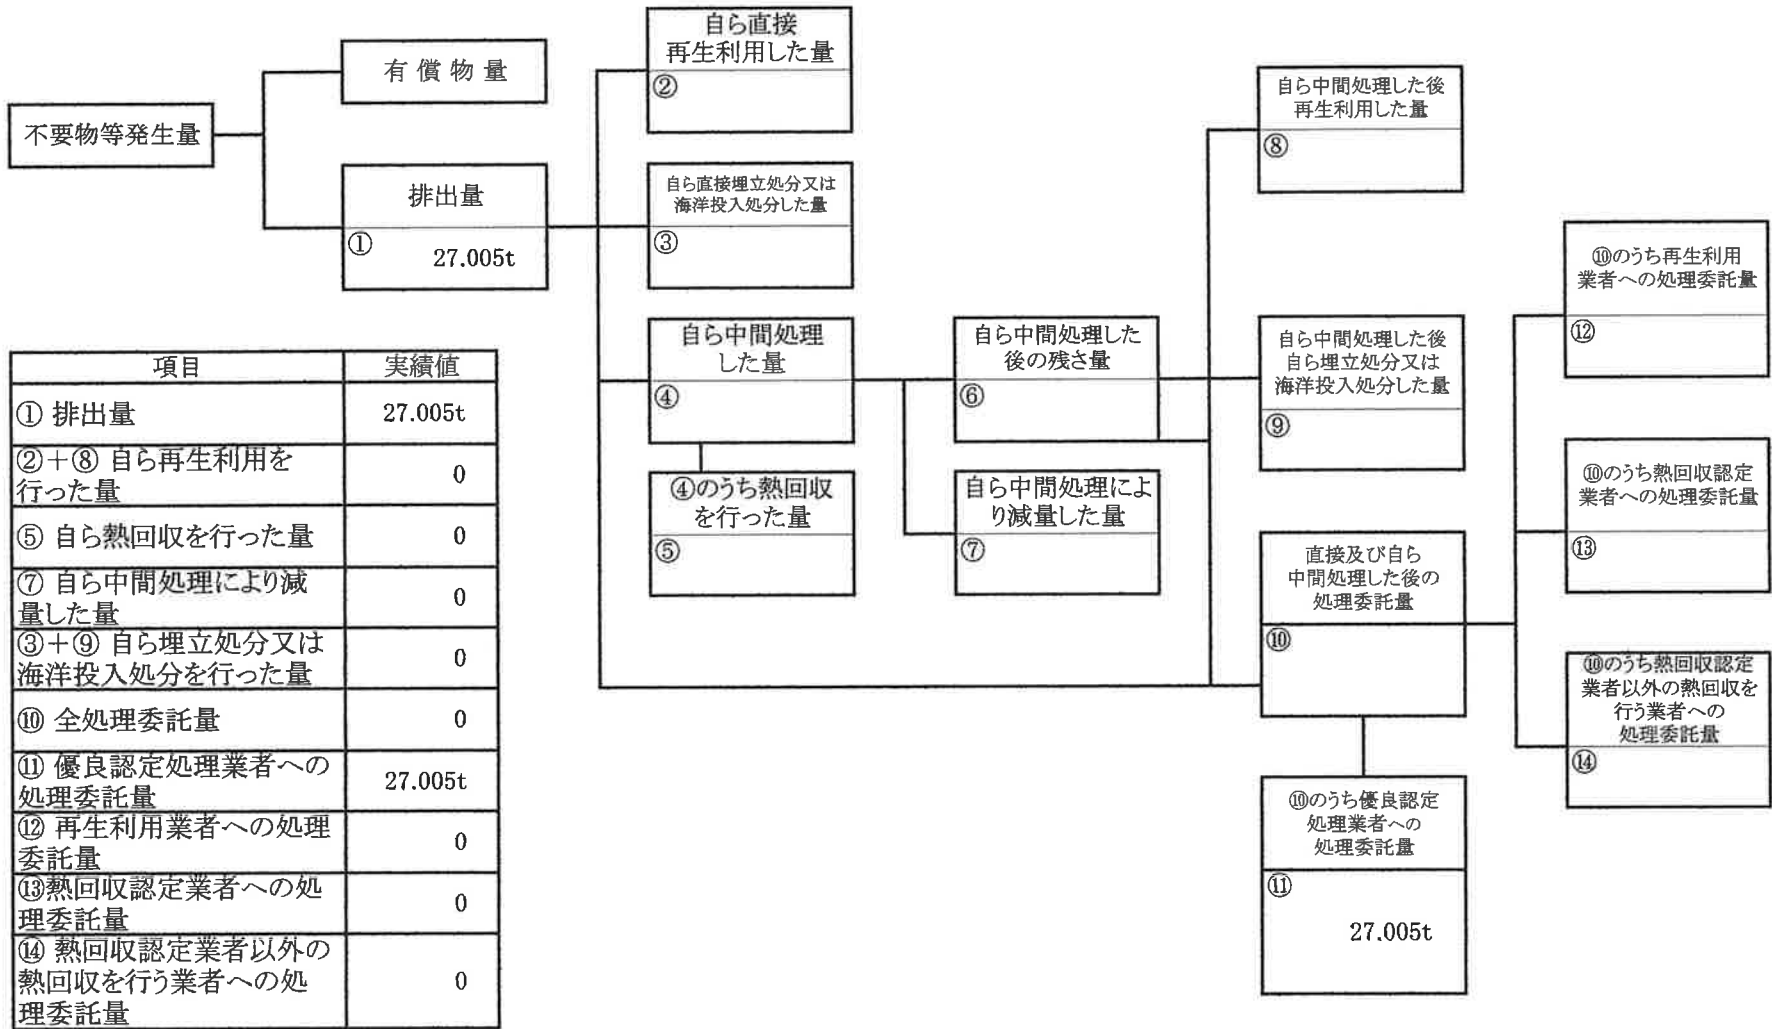 不要物等発生量
有償物量
排出量
①
27.005t
自ら直接
再生利用した量
②
自ら直接埋立処分又は
海洋投入処分した量
③
自ら中間処理
した量
④
④のうち熱回収
を行った量
⑤
自ら中間処理した
後の残さ量
⑥
自ら中間処理によ
り減量した量
⑦
自ら中間処理した後
再生利用した量
⑧
自ら中間処理した後
自ら埋立処分又は
海洋投入処分した量
⑨
直接及び自ら
中間処理した後の
処理委託量
⑩
⑩のうち優良認定
処理業者への
処理委託量
⑪
27.005t
⑩のうち再生利用
業者への処理委託量
⑫
⑩のうち熱回収認定
業者への処理委託量
⑬
⑩のうち熱回収認定
業者以外の熱回収を
行う業者への
処理委託量
⑭
項目 実績値
① 排出量 27.005t
②+⑧ 自ら再生利用を
行った量 0
⑤ 自ら熱回収を行った量 0
⑦ 自ら中間処理により減
量した量 0
③+⑨ 自ら埋立処分又は
海洋投入処分を行った量 0
⑩ 全処理委託量 0
⑪ 優良認定処理業者への
処理委託量 27.005t
⑫ 再生利用業者への処理
委託量 0
⑬熱回収認定業者への処
理委託量 0
⑭ 熱回収認定業者以外の
熱回収を行う業者への処 0
理委託量